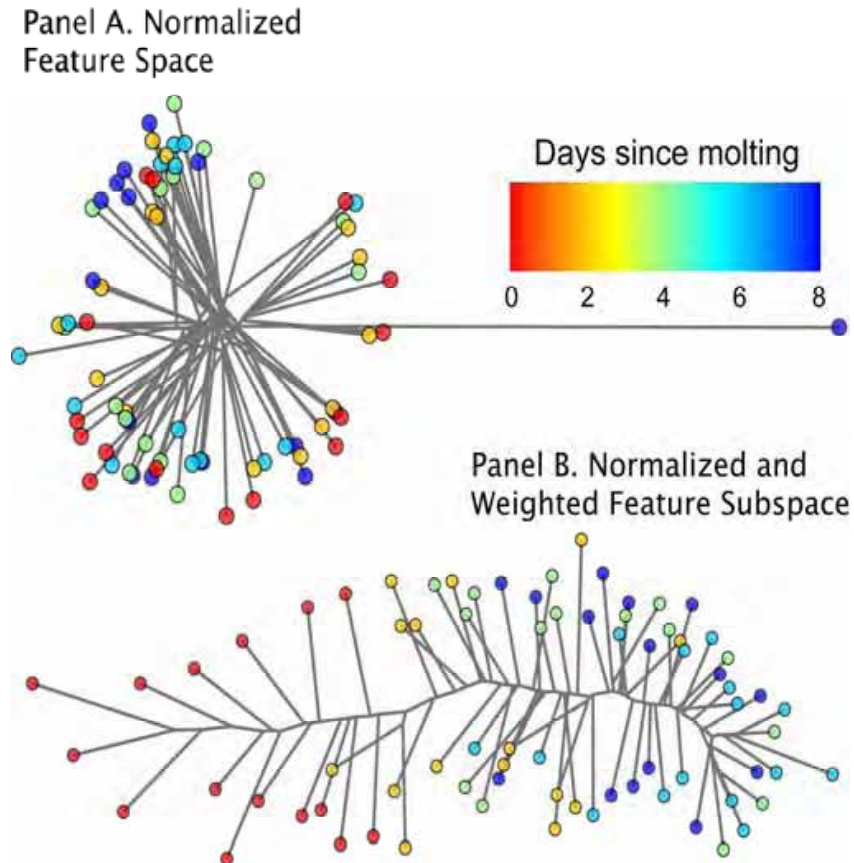 Panel A. Normalized
Feature Space
Days since molting
0 2 4 6 8
Panel B. Normalized and
Weighted Feature Subspace